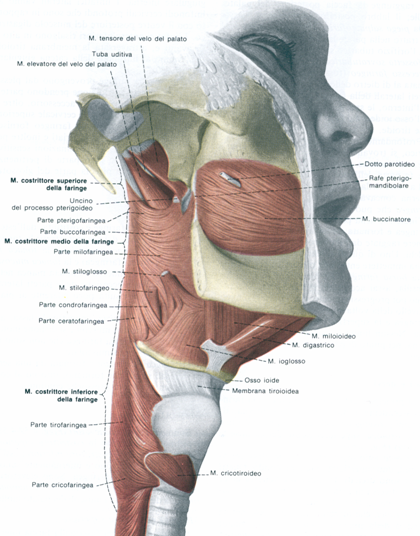 M. tensore del velo del palato
Tuba uditiva
M. elevatore del velo del palato
Dotto parotideo
Rafe pterigo-
mandibolare
M. costrittore superiore
della faringe
Uncino
del processo pterigoideo
Parte pterigofaringea
M. buccinatore
Parte buccofaringea
M. costrittore medio della faringe
Parte milofaringea
M. stiloglosso
M. stilofaringeo
Parte condrofaringea
Parte ceratofaringea
M. miloioideo
M. digastrico
M. ioglosso
Osso ioide
Membrana tiroioidea
M. costrittore inferiore
della faringe
Parte tirofaringea
M. cricotiroideo
Parte cricofaringea